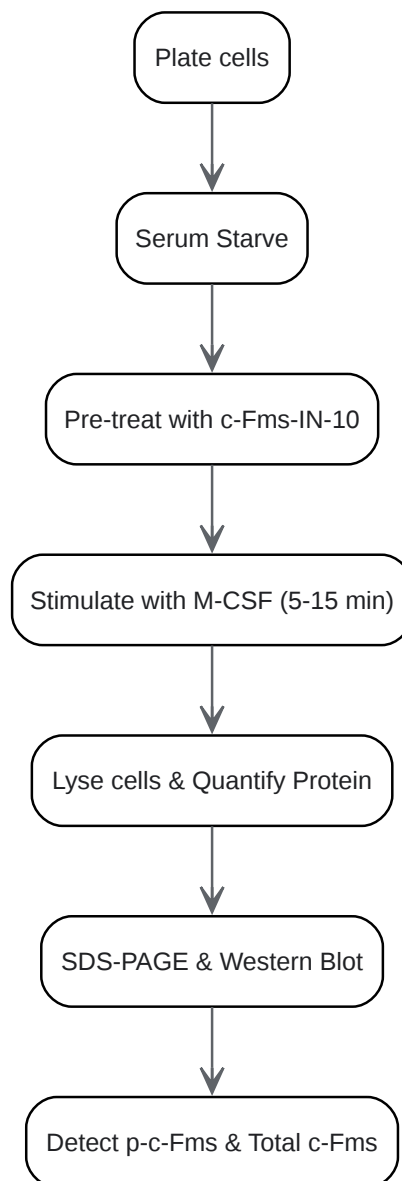 Plate cells
Serum Starve
Pre-treat with c-Fms-IN-10
Stimulate with M-CSF (5-15 min)
Lyse cells & Quantify Protein
SDS-PAGE & Western Blot
Detect p-c-Fms & Total c-Fms